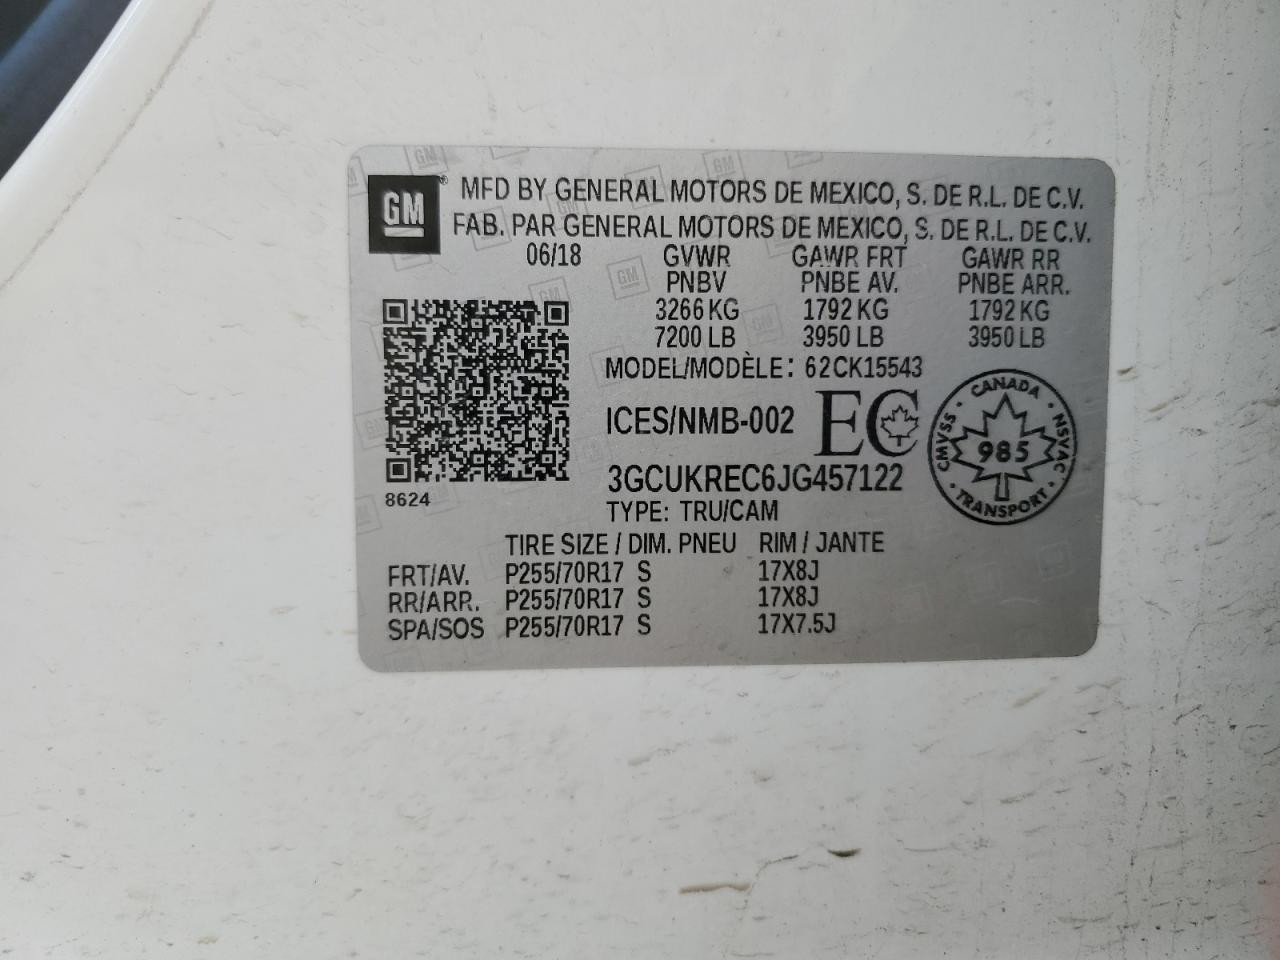 GM® MFD BY GENERAL MOTORS DE MEXICO, S. DE R.L. DE C.V.
FAB. PAR GENERAL MOTORS DE MEXICO, S. DE R.L. DE C.V.
06/18 GVWR GAWR FRT GAWR RR
PNBV PNBE AV. PNBE ARR.
3266 KG 1792 KG 1792 KG
7200 LB 3950 LB 3950 LB
MODEL/MODÈLE: 62CK15543
ICES/NMB-002 EC
CANADA
CMVSS 985 NSVAC
TRANSPORT
3GCUKREC6JG457122
8624
TYPE: TRU/CAM
TIRE SIZE / DIM. PNEU RIM / JANTE
FRT/AV. P255/70R17 S 17X8J
RR/ARR. P255/70R17 S 17X8J
SPA/SOS P255/70R17 S 17X7.5J